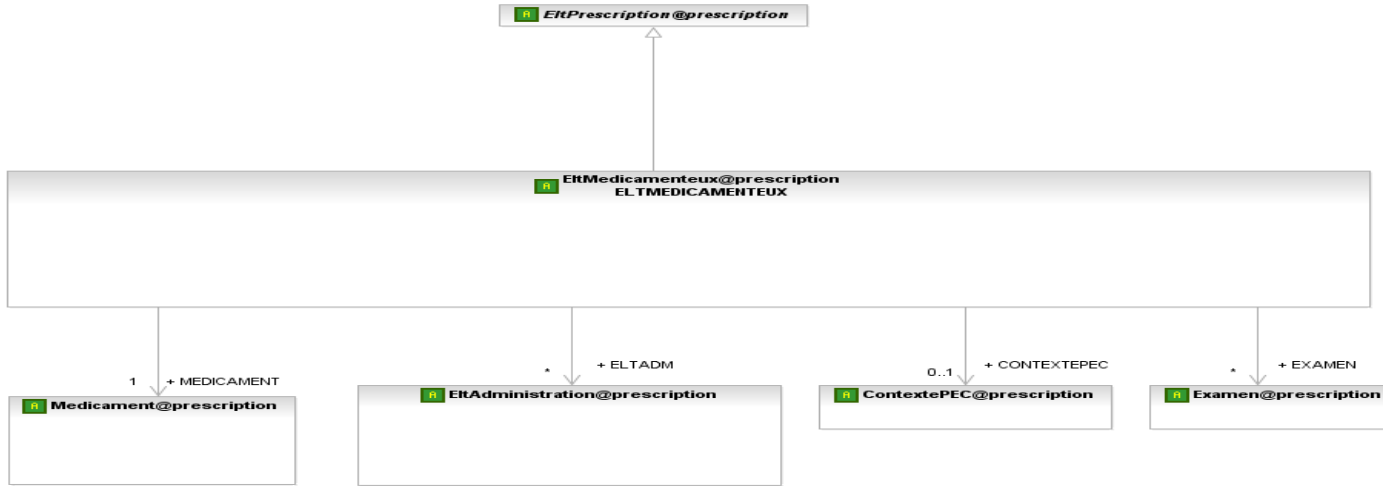 A EltPrescription@prescription
A EltMedicamenteux@prescription
ELTMEDICAMENTEUX
1 + MEDICAMENT
* + ELTADM
0..1 + CONTEXTEPEC
* + EXAMEN
A Medicament@prescription
A EltAdministration@prescription
A ContextePEC@prescription
A Examen@prescription